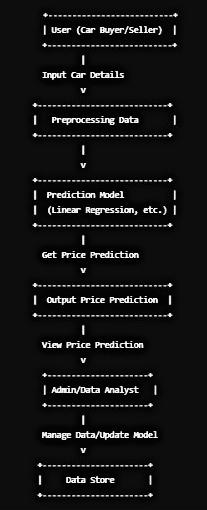 User (Car Buyer/Seller)
Input Car Details
v
Preprocessing Data
v
Prediction Model
(Linear Regression, etc.)
Get Price Prediction
v
Output Price Prediction
View Price Prediction
v
Admin/Data Analyst
Manage Data/Update Model
v
Data Store